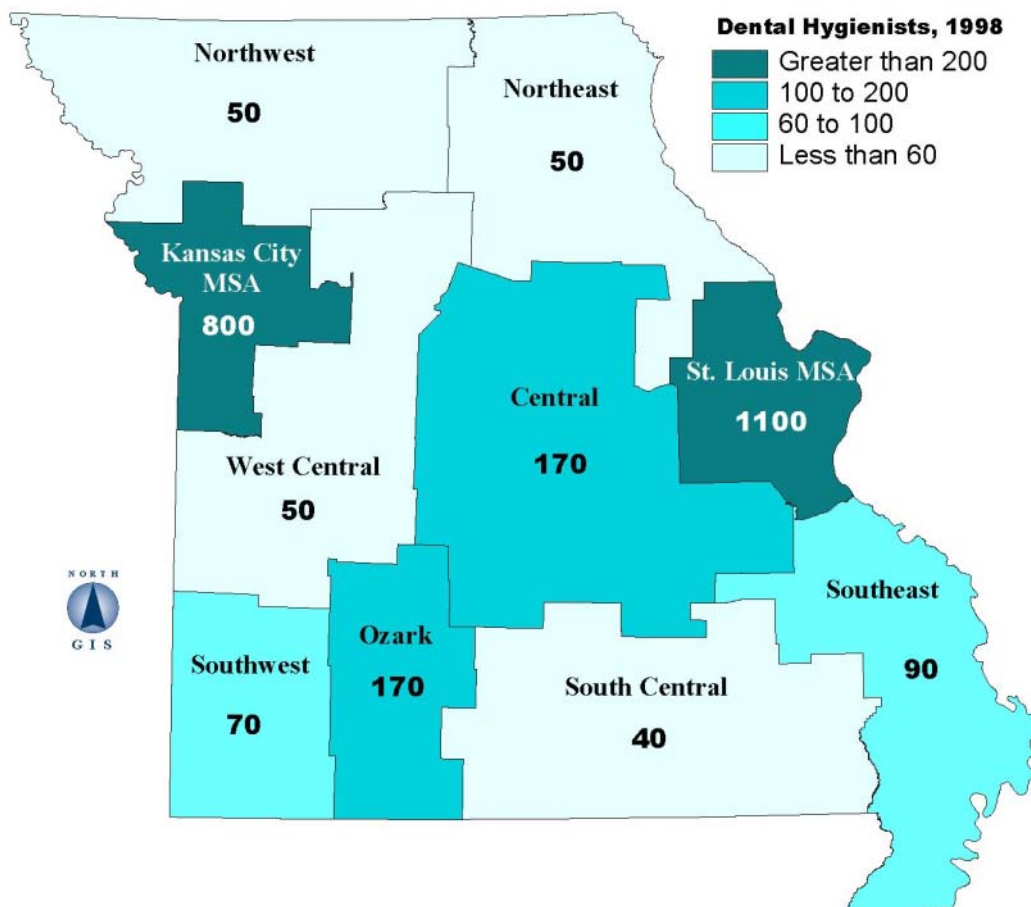 Dental Hygienists, 1998
Greater than 200
100 to 200
60 to 100
Less than 60
Northwest
50
Northeast
50
Kansas City
MSA
800
St. Louis MSA
1100
Central
170
West Central
50
NORTH
GIS
Southwest
70
Ozark
170
South Central
40
Southeast
90